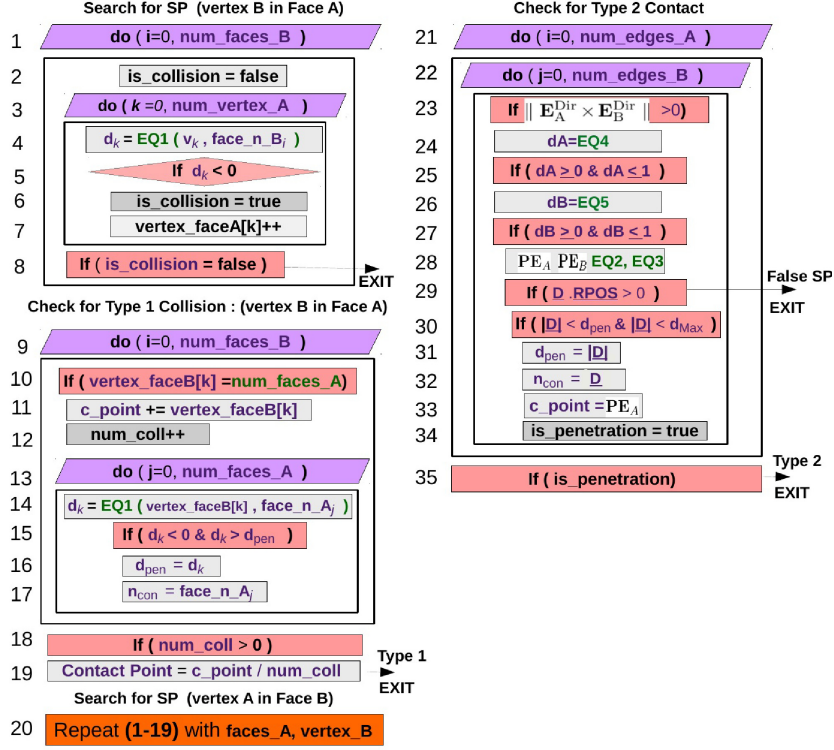 Search for SP (vertex B in Face A)
1 do ( i=0, num_faces_B )
2 is_collision = false
3 do ( k =0, num_vertex_A )
4 dk = EQ1 ( vk , face_n_Bi )
5 If dk < 0
6 is_collision = true
7 vertex_faceA[k]++
8 If ( is_collision = false )
EXIT
Check for Type 1 Collision : (vertex B in Face A)
9 do ( i=0, num_faces_B )
10 If ( vertex_faceB[k] =num_faces_A)
11 c_point += vertex_faceB[k]
12 num_coll++
13 do ( j=0, num_faces_A )
14 dk = EQ1 ( vertex_faceB[k] , face_n_Aj )
15 If ( dk < 0 & dk > dpen )
16 dpen = dk
17 ncon = face_n_Aj
18 If ( num_coll > 0 )
19 Contact Point = c_point / num_coll
Type 1
EXIT
Search for SP (vertex A in Face B)
20 Repeat (1-19) with faces_A, vertex_B
Check for Type 2 Contact
21 do ( i=0, num_edges_A )
22 do ( j=0, num_edges_B )
23 If ‖ E_A^Dir × E_B^Dir ‖ >0)
24 dA=EQ4
25 If ( dA ≥ 0 & dA ≤ 1 )
26 dB=EQ5
27 If ( dB ≥ 0 & dB ≤ 1 )
28 PE_A PE_B EQ2, EQ3
29 If ( D .RPOS > 0 )
False SP
EXIT
30 If ( |D| < dpen & |D| < dMax )
31 dpen = |D|
32 ncon = D
33 c_point =PE_A
34 is_penetration = true
35 If ( is_penetration)
Type 2
EXIT